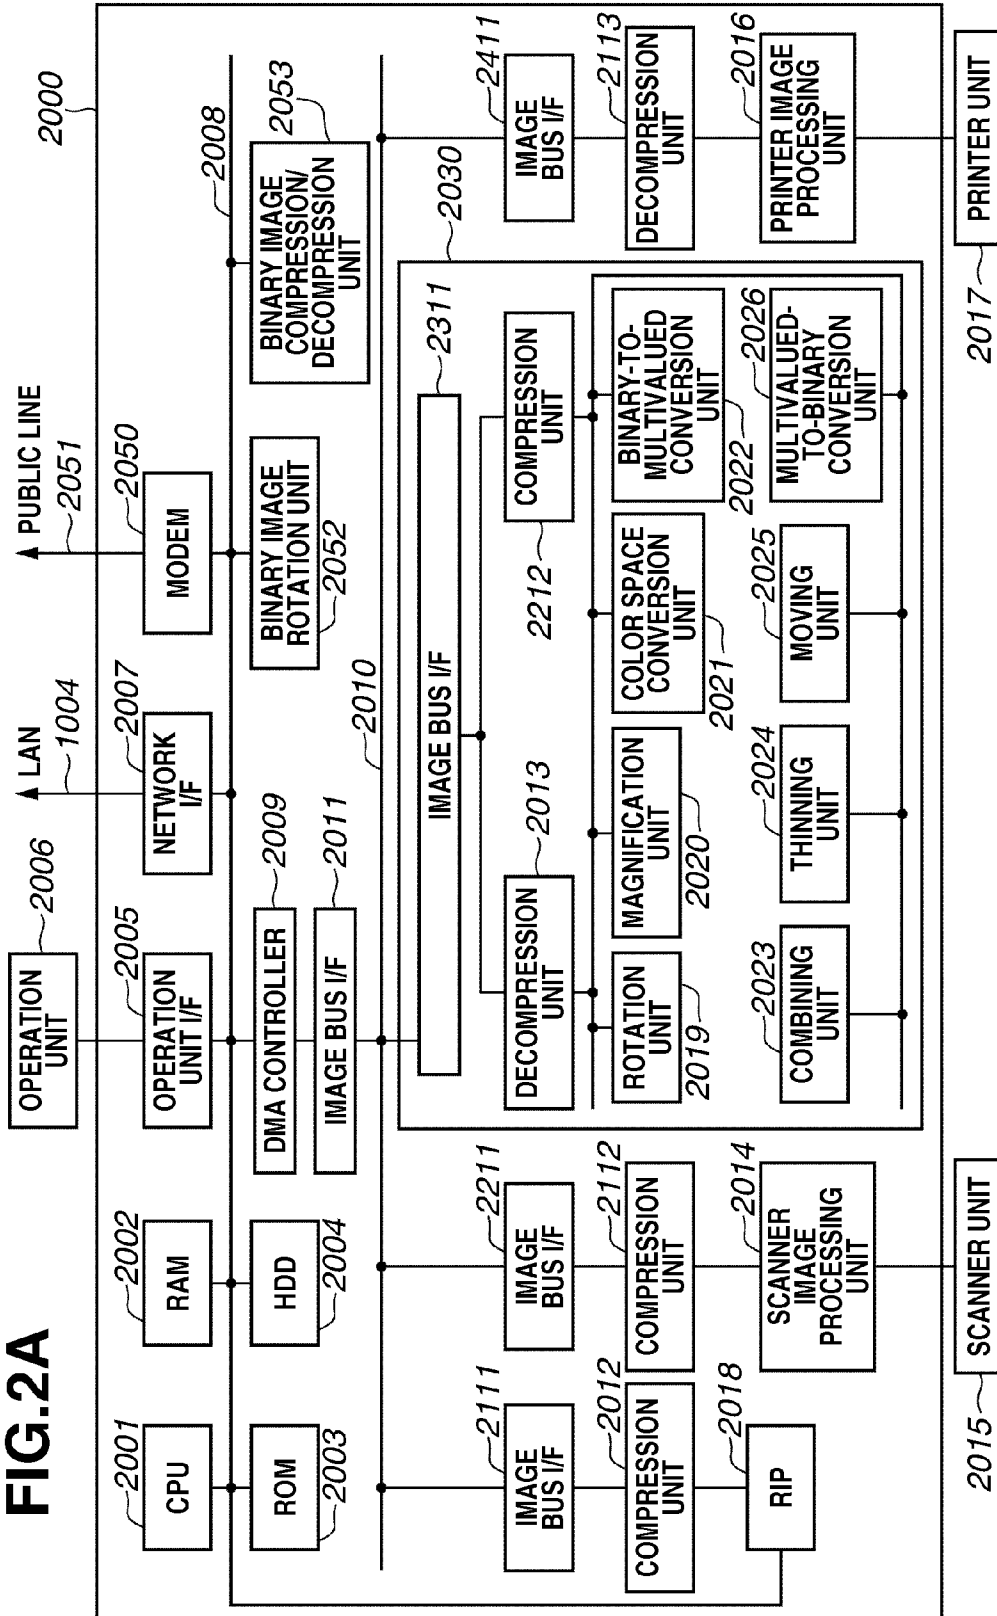 FIG.2A
2000
OPERATION
UNIT
2006
LAN
1004
PUBLIC LINE
2051
CPU
2001
RAM
2002
OPERATION
UNIT I/F
2005
NETWORK
I/F
2007
MODEM
2050
2008
ROM
2003
HDD
2004
DMA CONTROLLER
2009
IMAGE BUS I/F
2011
BINARY IMAGE
ROTATION UNIT
2052
BINARY IMAGE
COMPRESSION/
DECOMPRESSION
UNIT
2053
2010
IMAGE
BUS I/F
2111
IMAGE
BUS I/F
2211
IMAGE BUS I/F
2311
2030
IMAGE
BUS I/F
2411
COMPRESSION
UNIT
2012
COMPRESSION
UNIT
2112
DECOMPRESSION
UNIT
2013
COMPRESSION
UNIT
2212
DECOMPRESSION
UNIT
2113
RIP
2018
SCANNER
IMAGE
PROCESSING
UNIT
2014
ROTATION
UNIT
2019
MAGNIFICATION
UNIT
2020
COLOR SPACE
CONVERSION
UNIT
2021
BINARY-TO-
MULTIVALUED
CONVERSION
UNIT
2022
PRINTER IMAGE
PROCESSING
UNIT
2016
COMBINING
UNIT
2023
THINNING
UNIT
2024
MOVING
UNIT
2025
MULTIVALUED-
TO-BINARY
CONVERSION
UNIT
2026
SCANNER UNIT
2015
PRINTER UNIT
2017